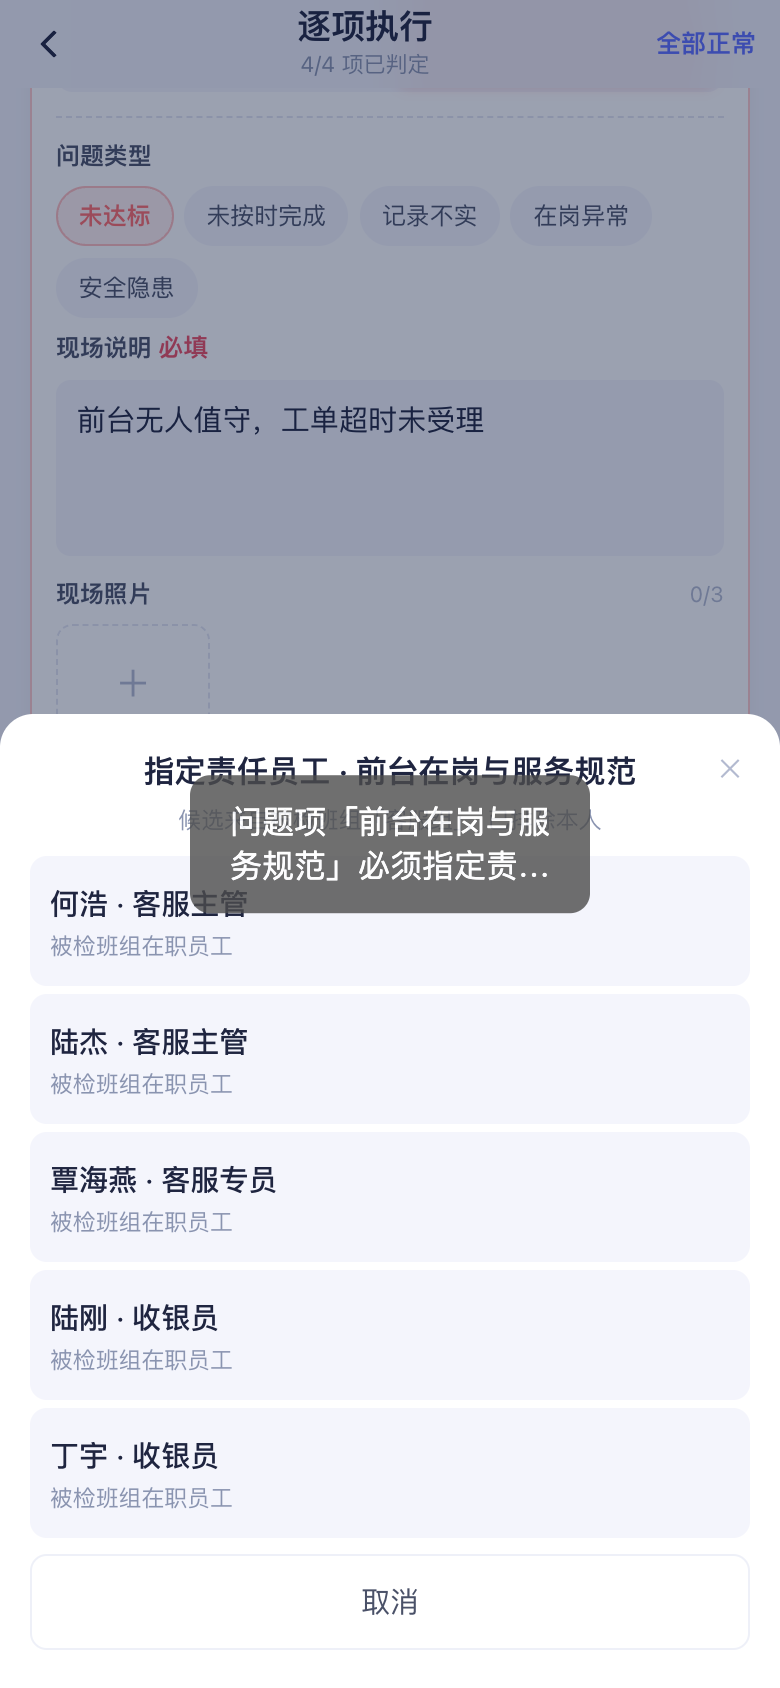 逐项执行
4/4 项已判定
全部正常
问题类型
未达标
未按时完成
记录不实
在岗异常
安全隐患
现场说明 必填
前台无人值守，工单超时未受理
现场照片
0/3
指定责任员工 · 前台在岗与服务规范
候选 班组 本人
问题项「前台在岗与服
务规范」必须指定责...
何浩 · 客服主管
被检班组在职员工
陆杰 · 客服主管
被检班组在职员工
覃海燕 · 客服专员
被检班组在职员工
陆刚 · 收银员
被检班组在职员工
丁宇 · 收银员
被检班组在职员工
取消